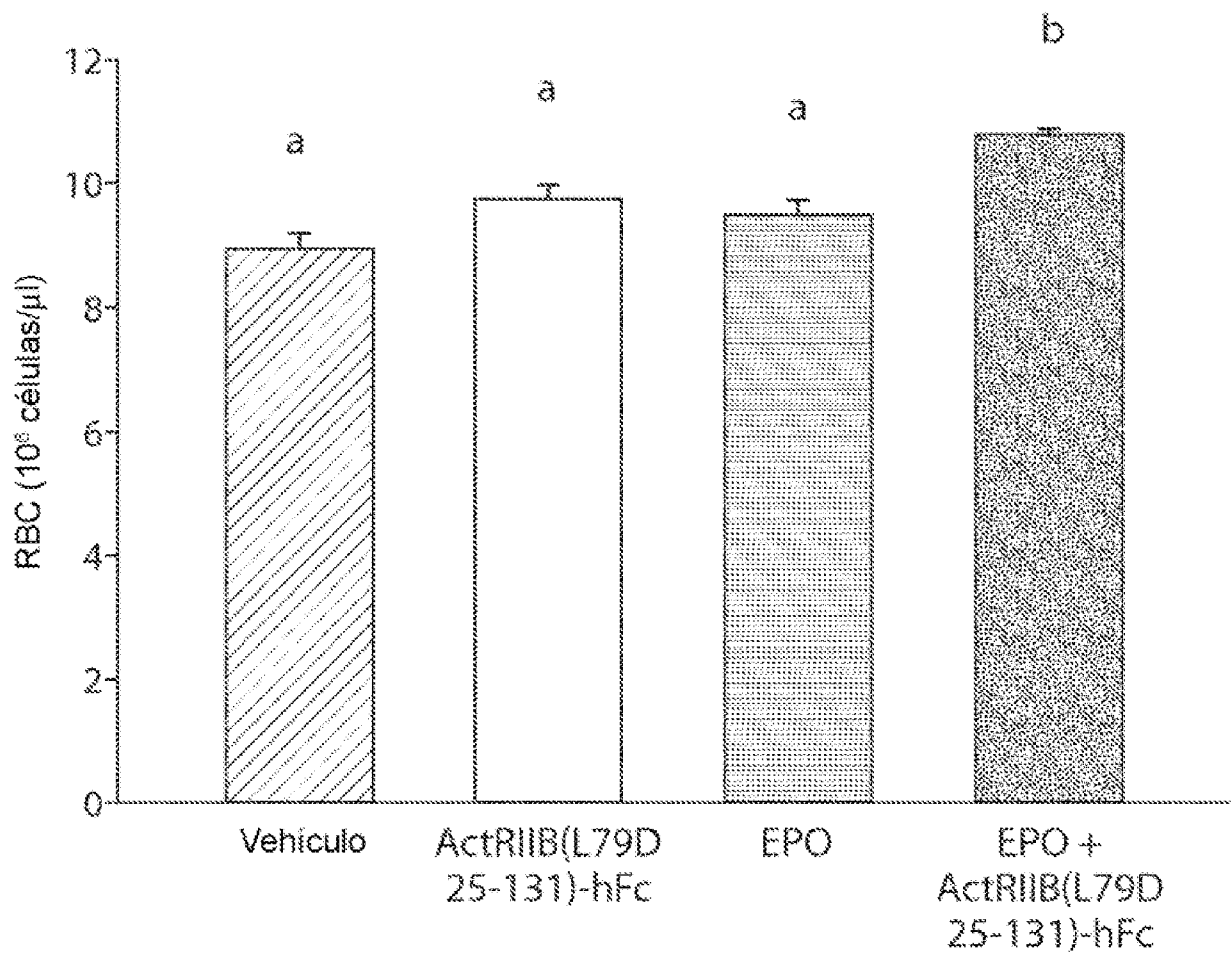 b
a
a
a
12
10
8
6
4
2
0
RBC (10⁶ células/µl)
Vehículo
ActRIIB(L79D
25-131)-hFc
EPO
EPO +
ActRIIB(L79D
25-131)-hFc